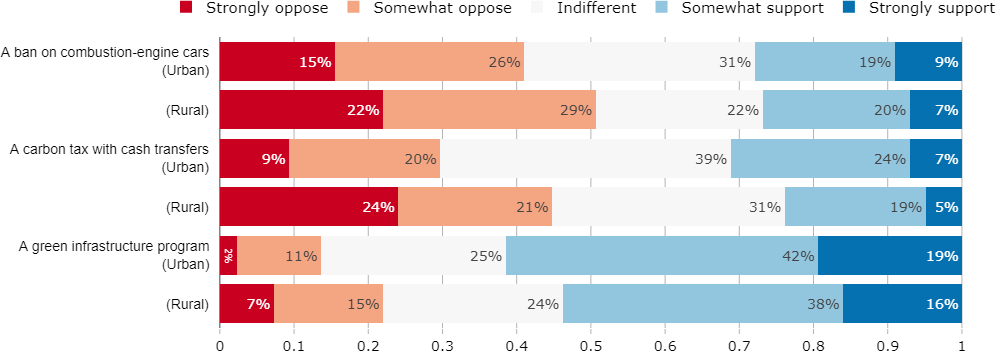 Strongly oppose Somewhat oppose Indifferent Somewhat support Strongly support
A ban on combustion-engine cars
(Urban)
15% 26% 31% 19% 9%
(Rural) 22% 29% 22% 20% 7%
A carbon tax with cash transfers
(Urban)
9% 20% 39% 24% 7%
(Rural) 24% 21% 31% 19% 5%
A green infrastructure program
(Urban)
2% 11% 25% 42% 19%
(Rural) 7% 15% 24% 38% 16%
0 0.1 0.2 0.3 0.4 0.5 0.6 0.7 0.8 0.9 1